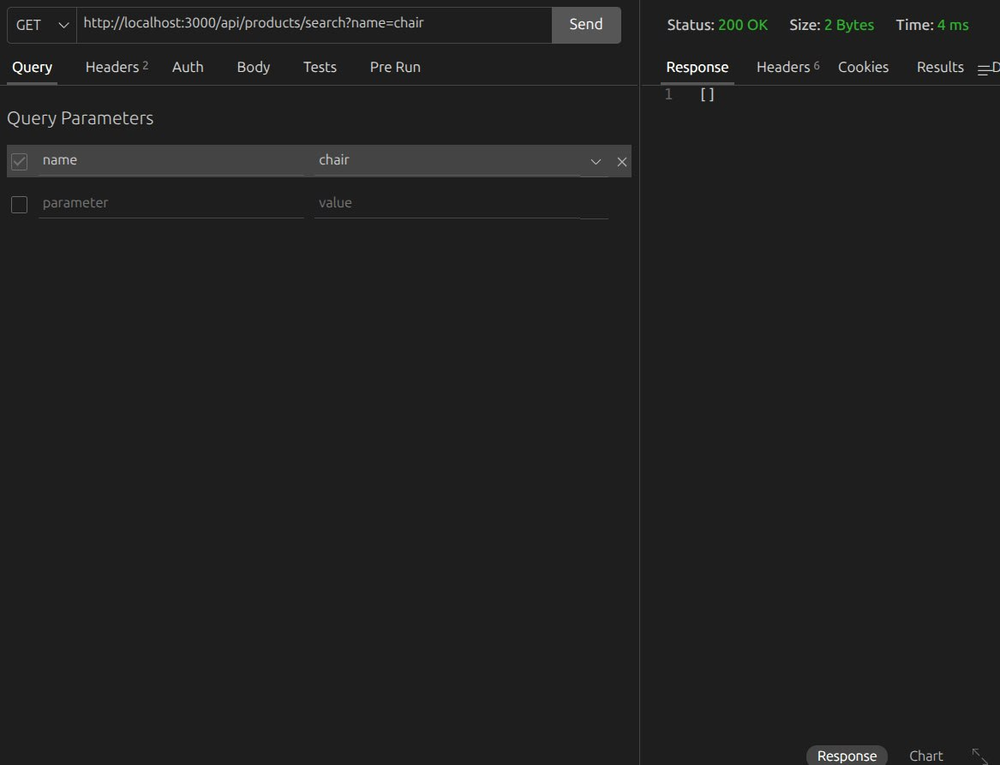 GET http://localhost:3000/api/products/search?name=chair Send
Query Headers 2 Auth Body Tests Pre Run
Query Parameters
name chair
parameter value
Status: 200 OK Size: 2 Bytes Time: 4 ms
Response Headers 6 Cookies Results D
1 []
Response Chart